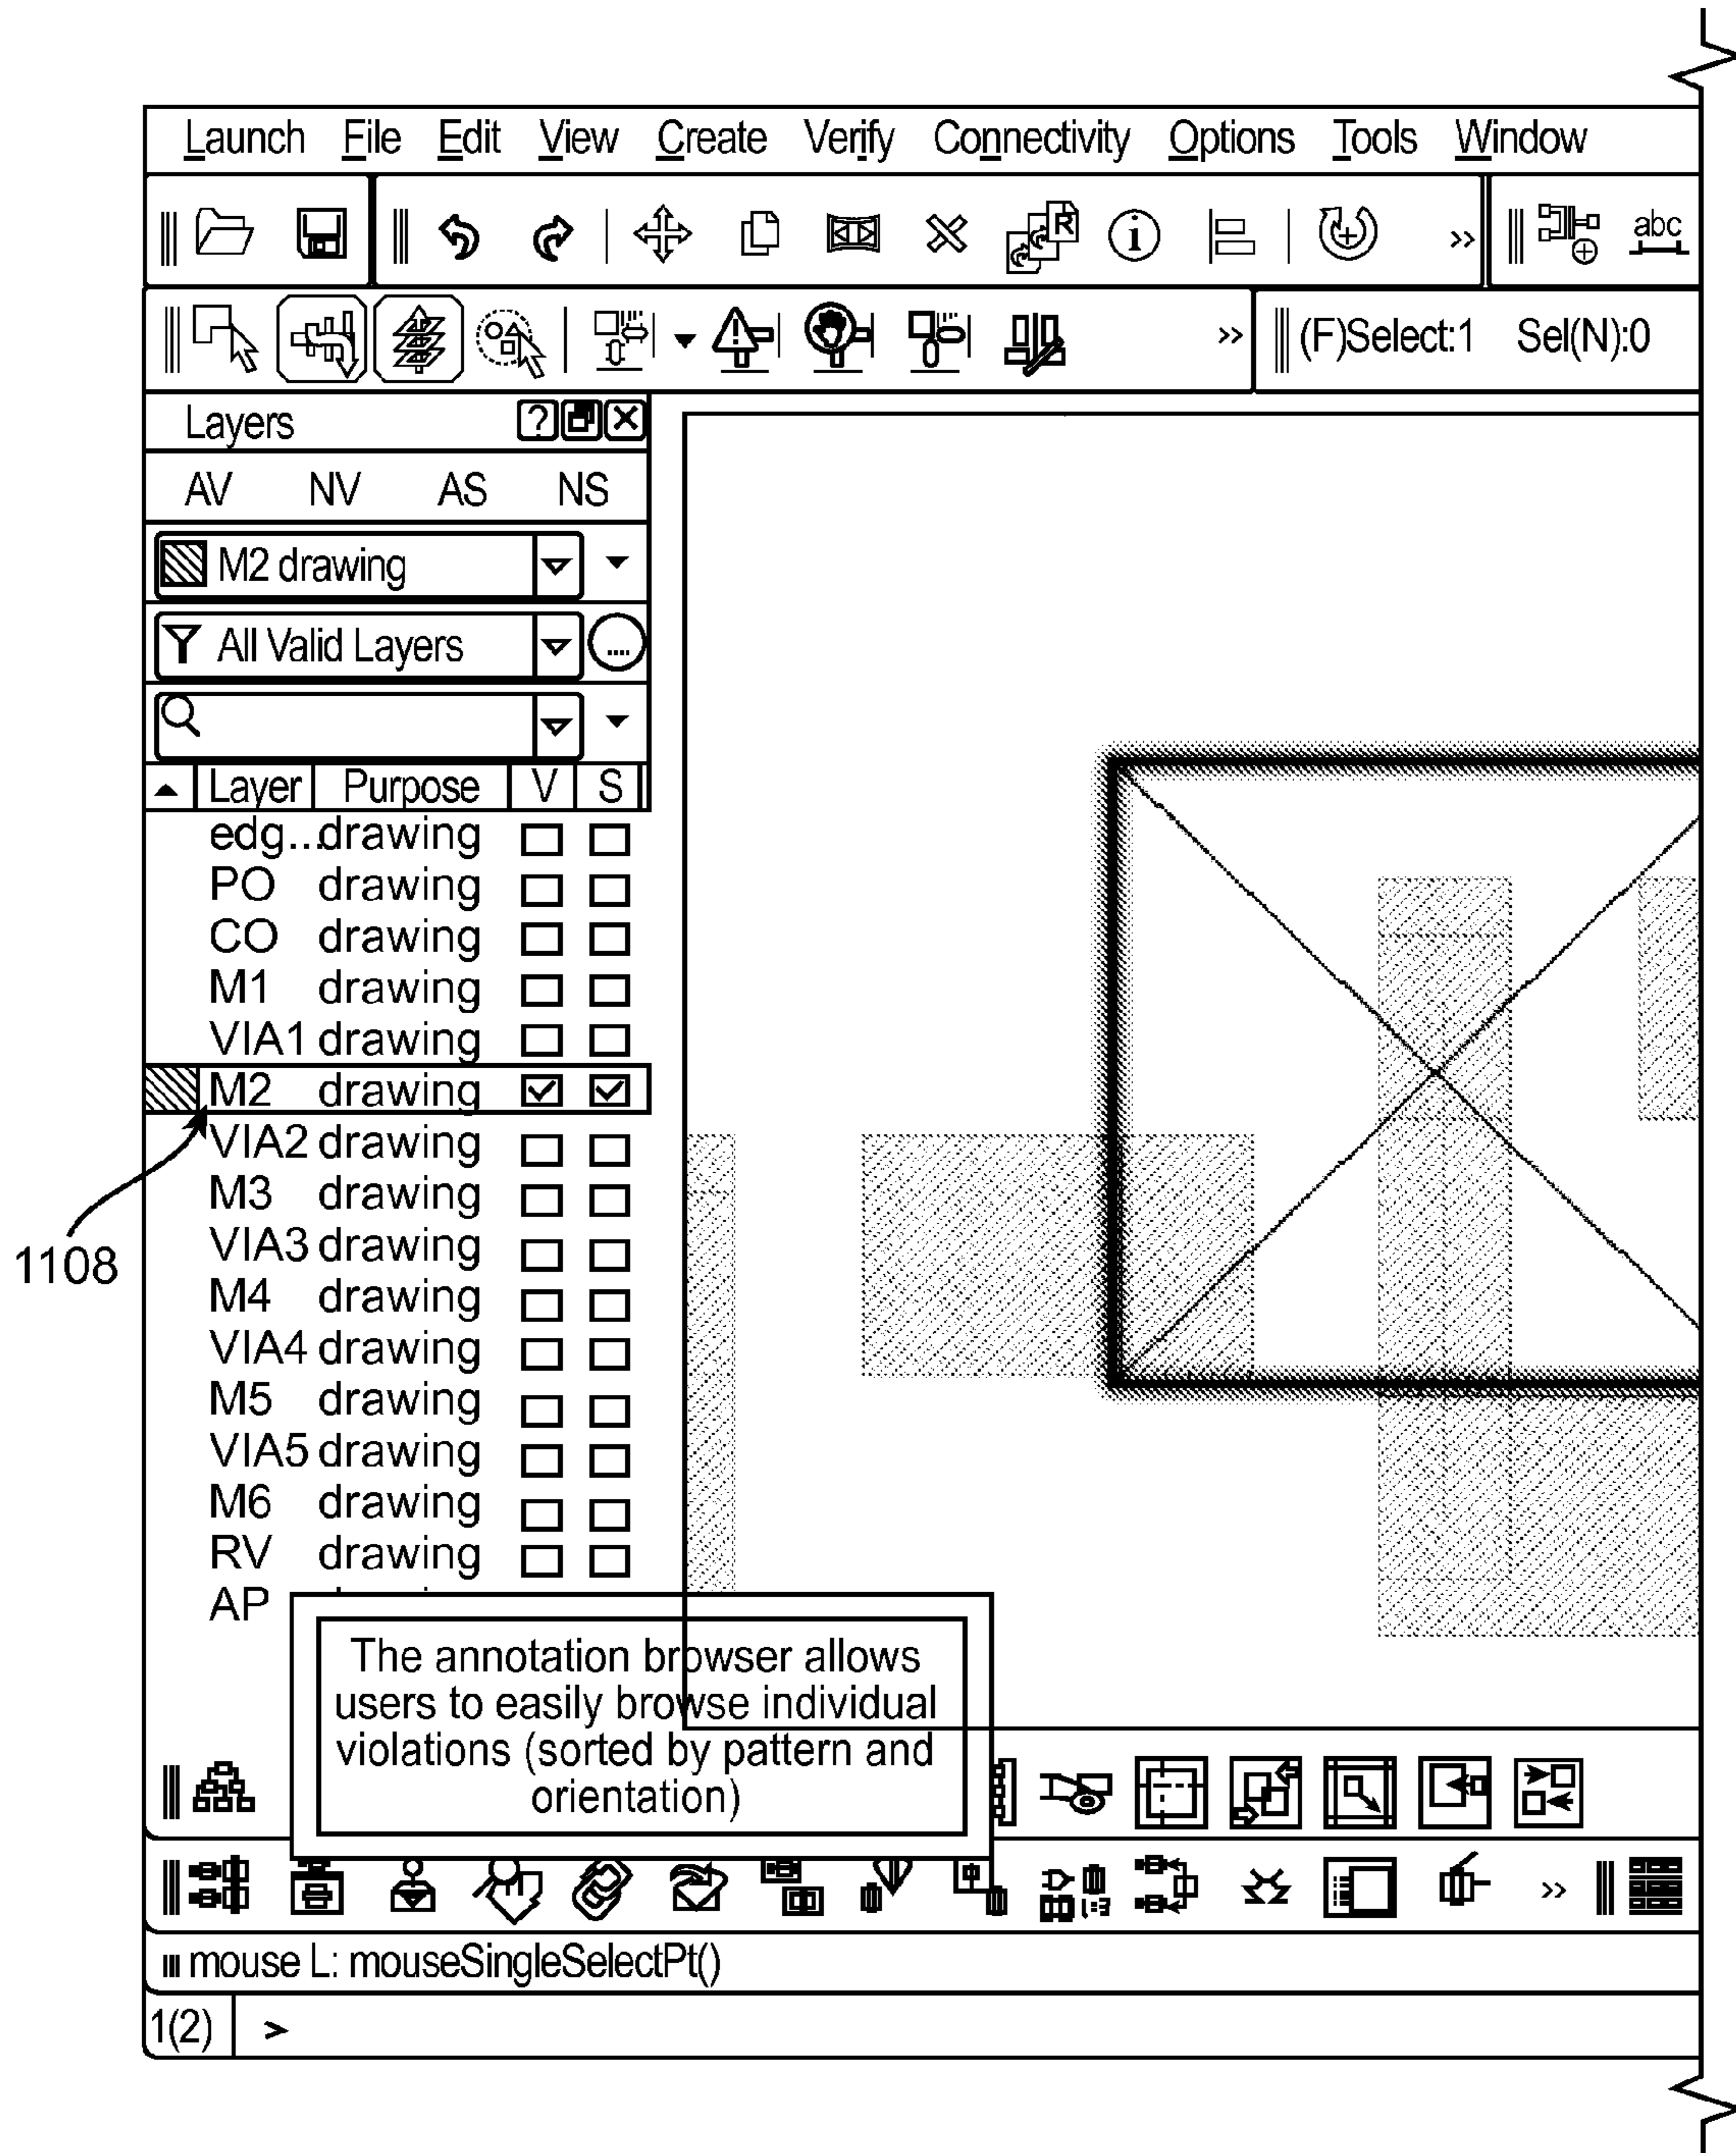 Launch File Edit View Create Verify Connectivity Options Tools Window
R i abc
(F)Select:1 Sel(N):0
Layers ?
AV NV AS NS
M2 drawing
All Valid Layers ....
Layer Purpose V S
edg...drawing
PO drawing
CO drawing
M1 drawing
VIA1 drawing
M2 drawing
VIA2 drawing
M3 drawing
1108
VIA3 drawing
M4 drawing
VIA4 drawing
M5 drawing
VIA5 drawing
M6 drawing
RV drawing
AP
The annotation browser allows
users to easily browse individual
violations (sorted by pattern and
orientation)
mouse L: mouseSingleSelectPt()
1(2) >